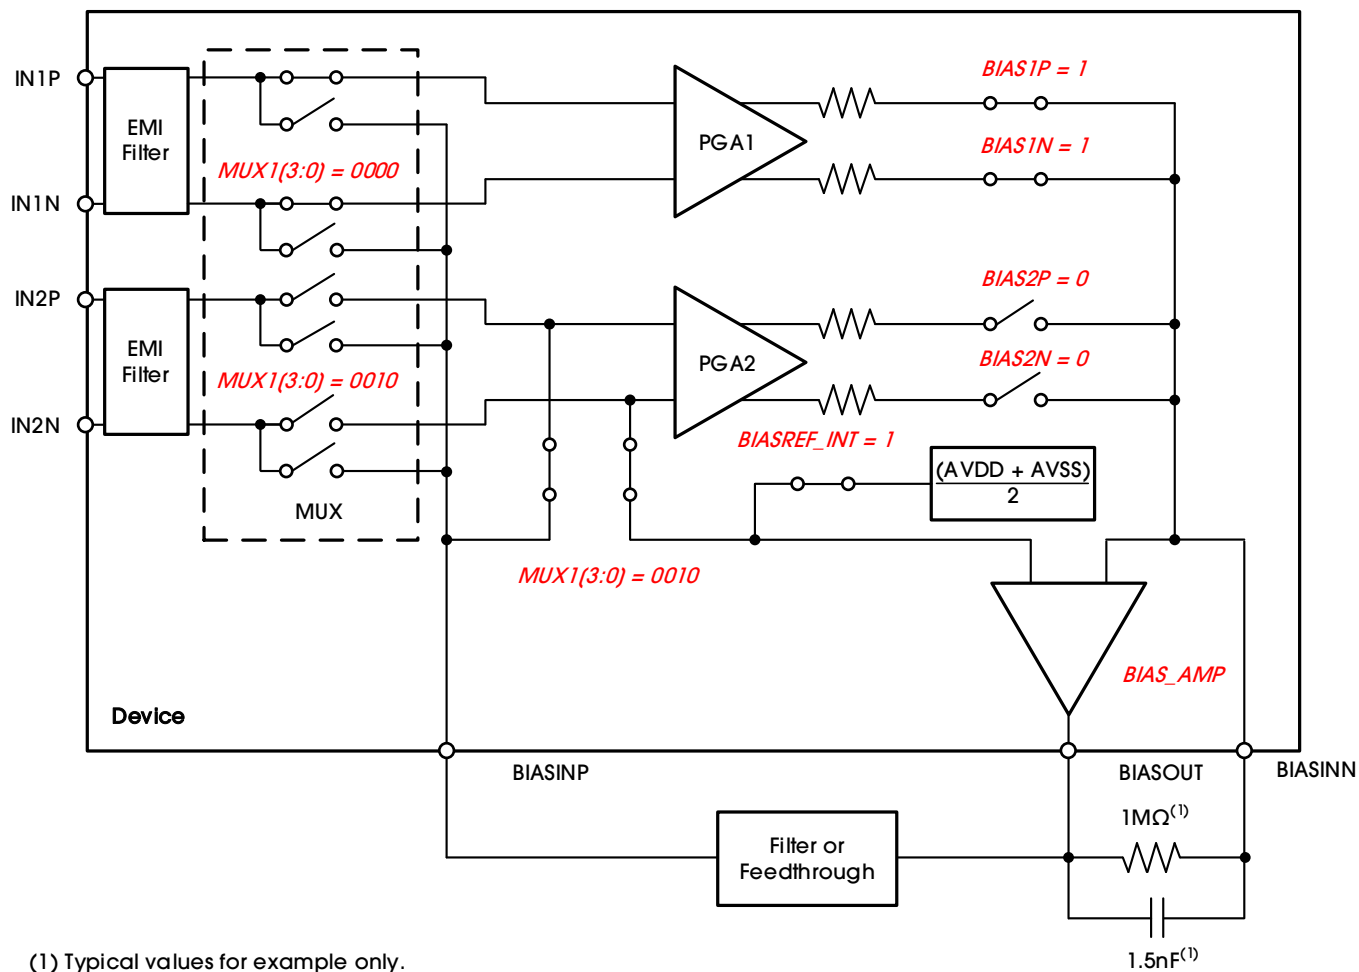 IN1P
EMI
Filter
IN1N
MUX1(3:0) = 0000
PGA1
BIAS1P = 1
BIAS1N = 1
IN2P
EMI
Filter
IN2N
MUX1(3:0) = 0010
MUX
PGA2
BIAS2P = 0
BIAS2N = 0
BIASREF_INT = 1
(AVDD + AVSS)
2
MUX1(3:0) = 0010
BIAS_AMP
Device
BIASINP
BIASOUT
BIASINN
Filter or
Feedthrough
1MΩ(1)
1.5nF(1)
(1) Typical values for example only.